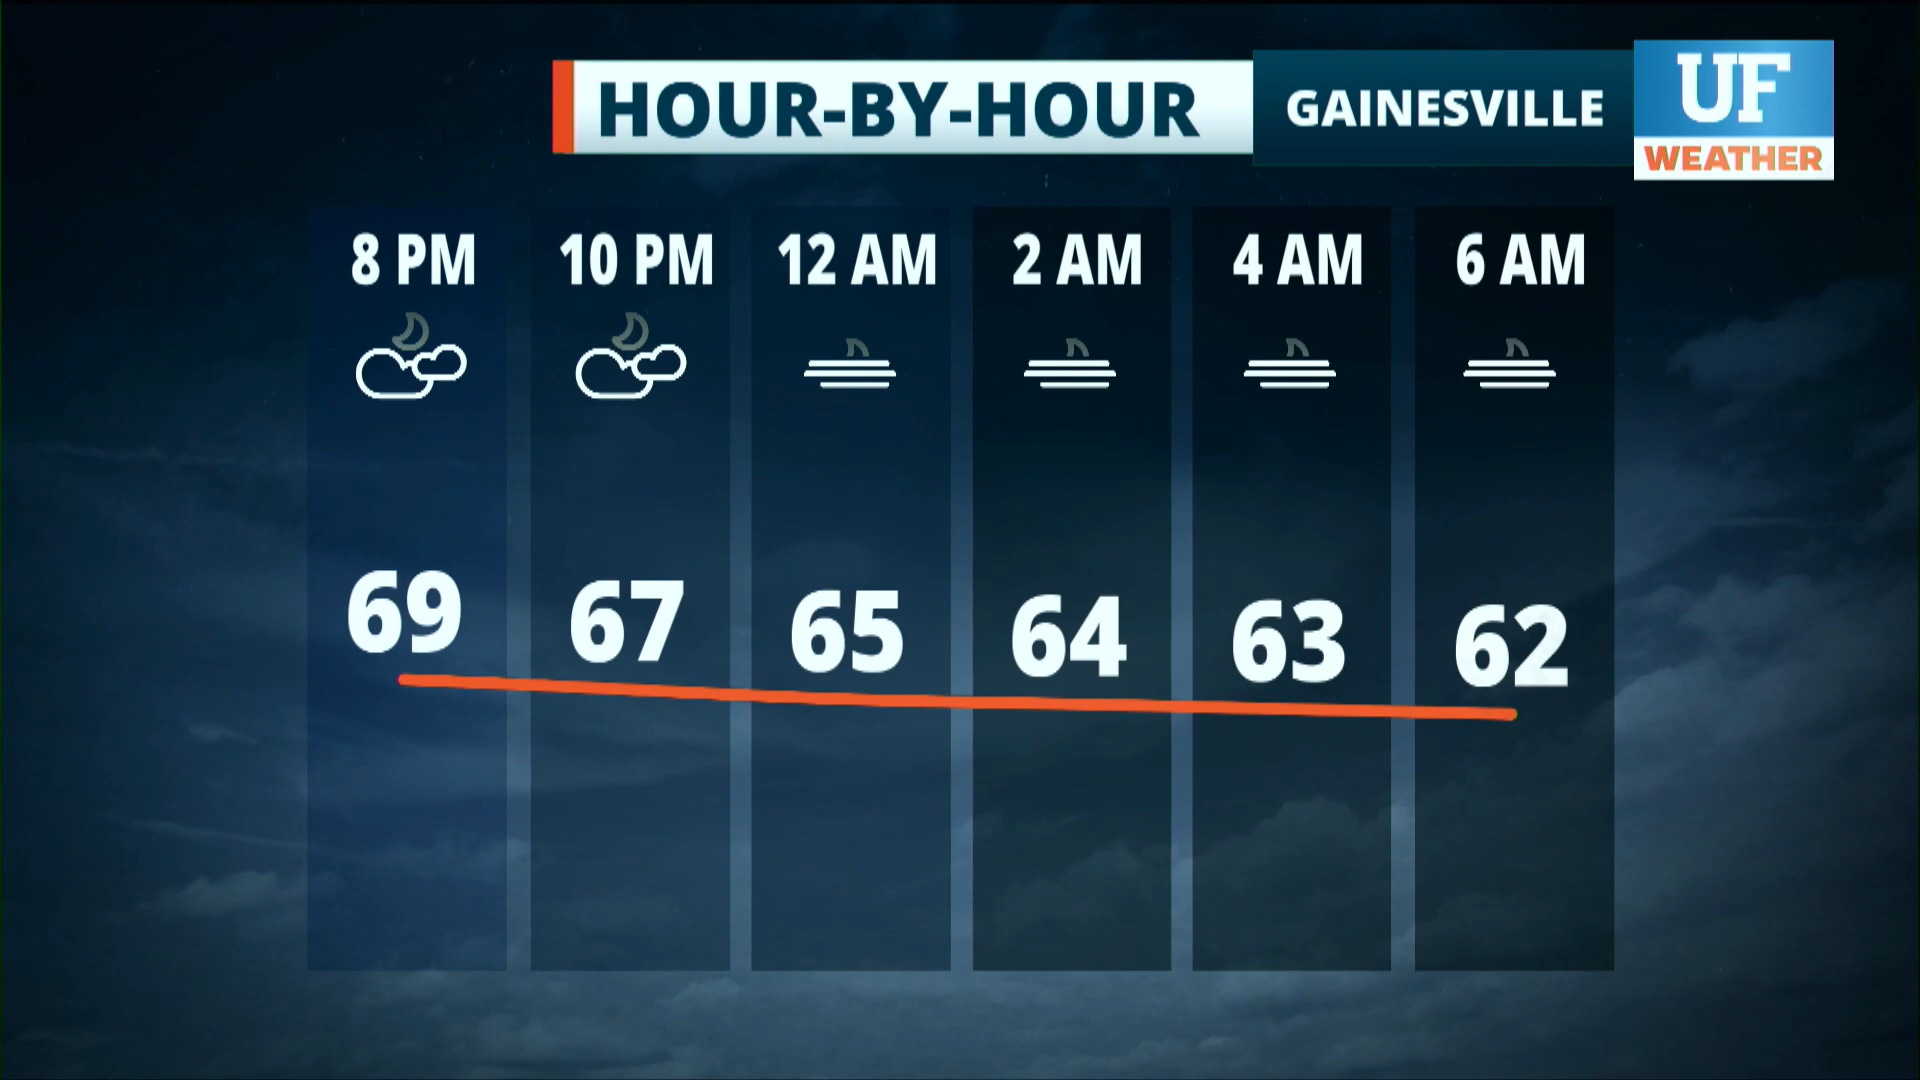 HOUR-BY-HOUR GAINESVILLE UF
WEATHER
8 PM 10 PM 12 AM 2 AM 4 AM 6 AM
69 67 65 64 63 62